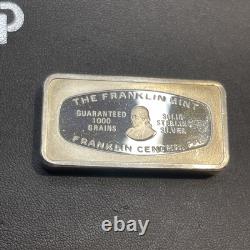 P
THE FRANKLIN MINT
GUARANTEED
1000
GRAINS
SOLID
STERLING
SILVER
FRANKLIN CENTER, PA.